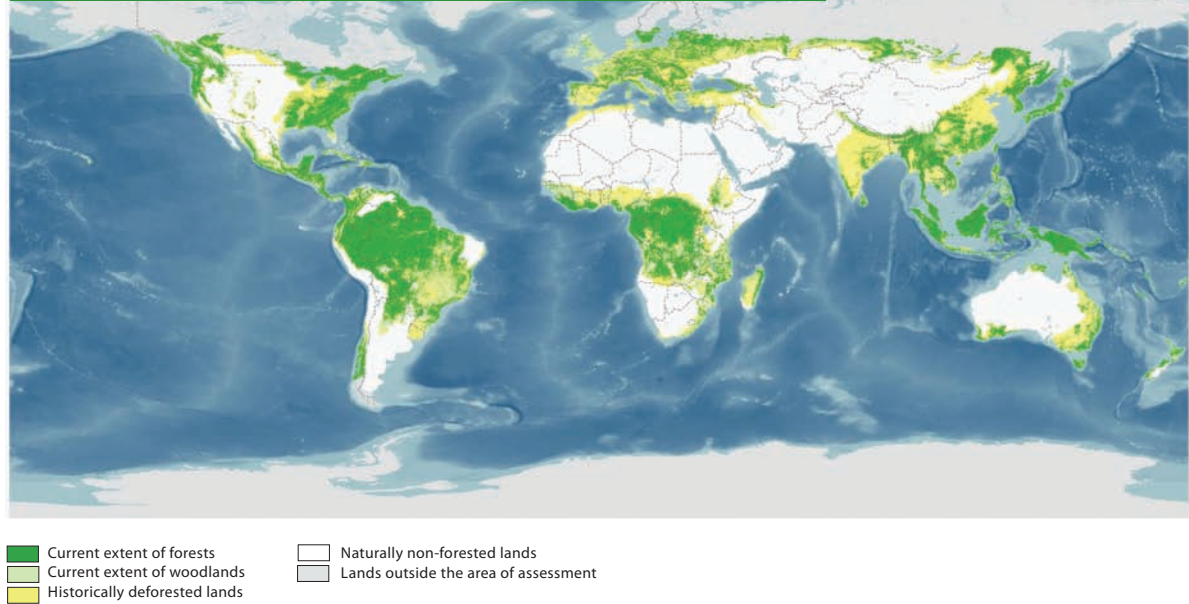 Current extent of forests
Current extent of woodlands
Historically deforested lands
Naturally non-forested lands
Lands outside the area of assessment